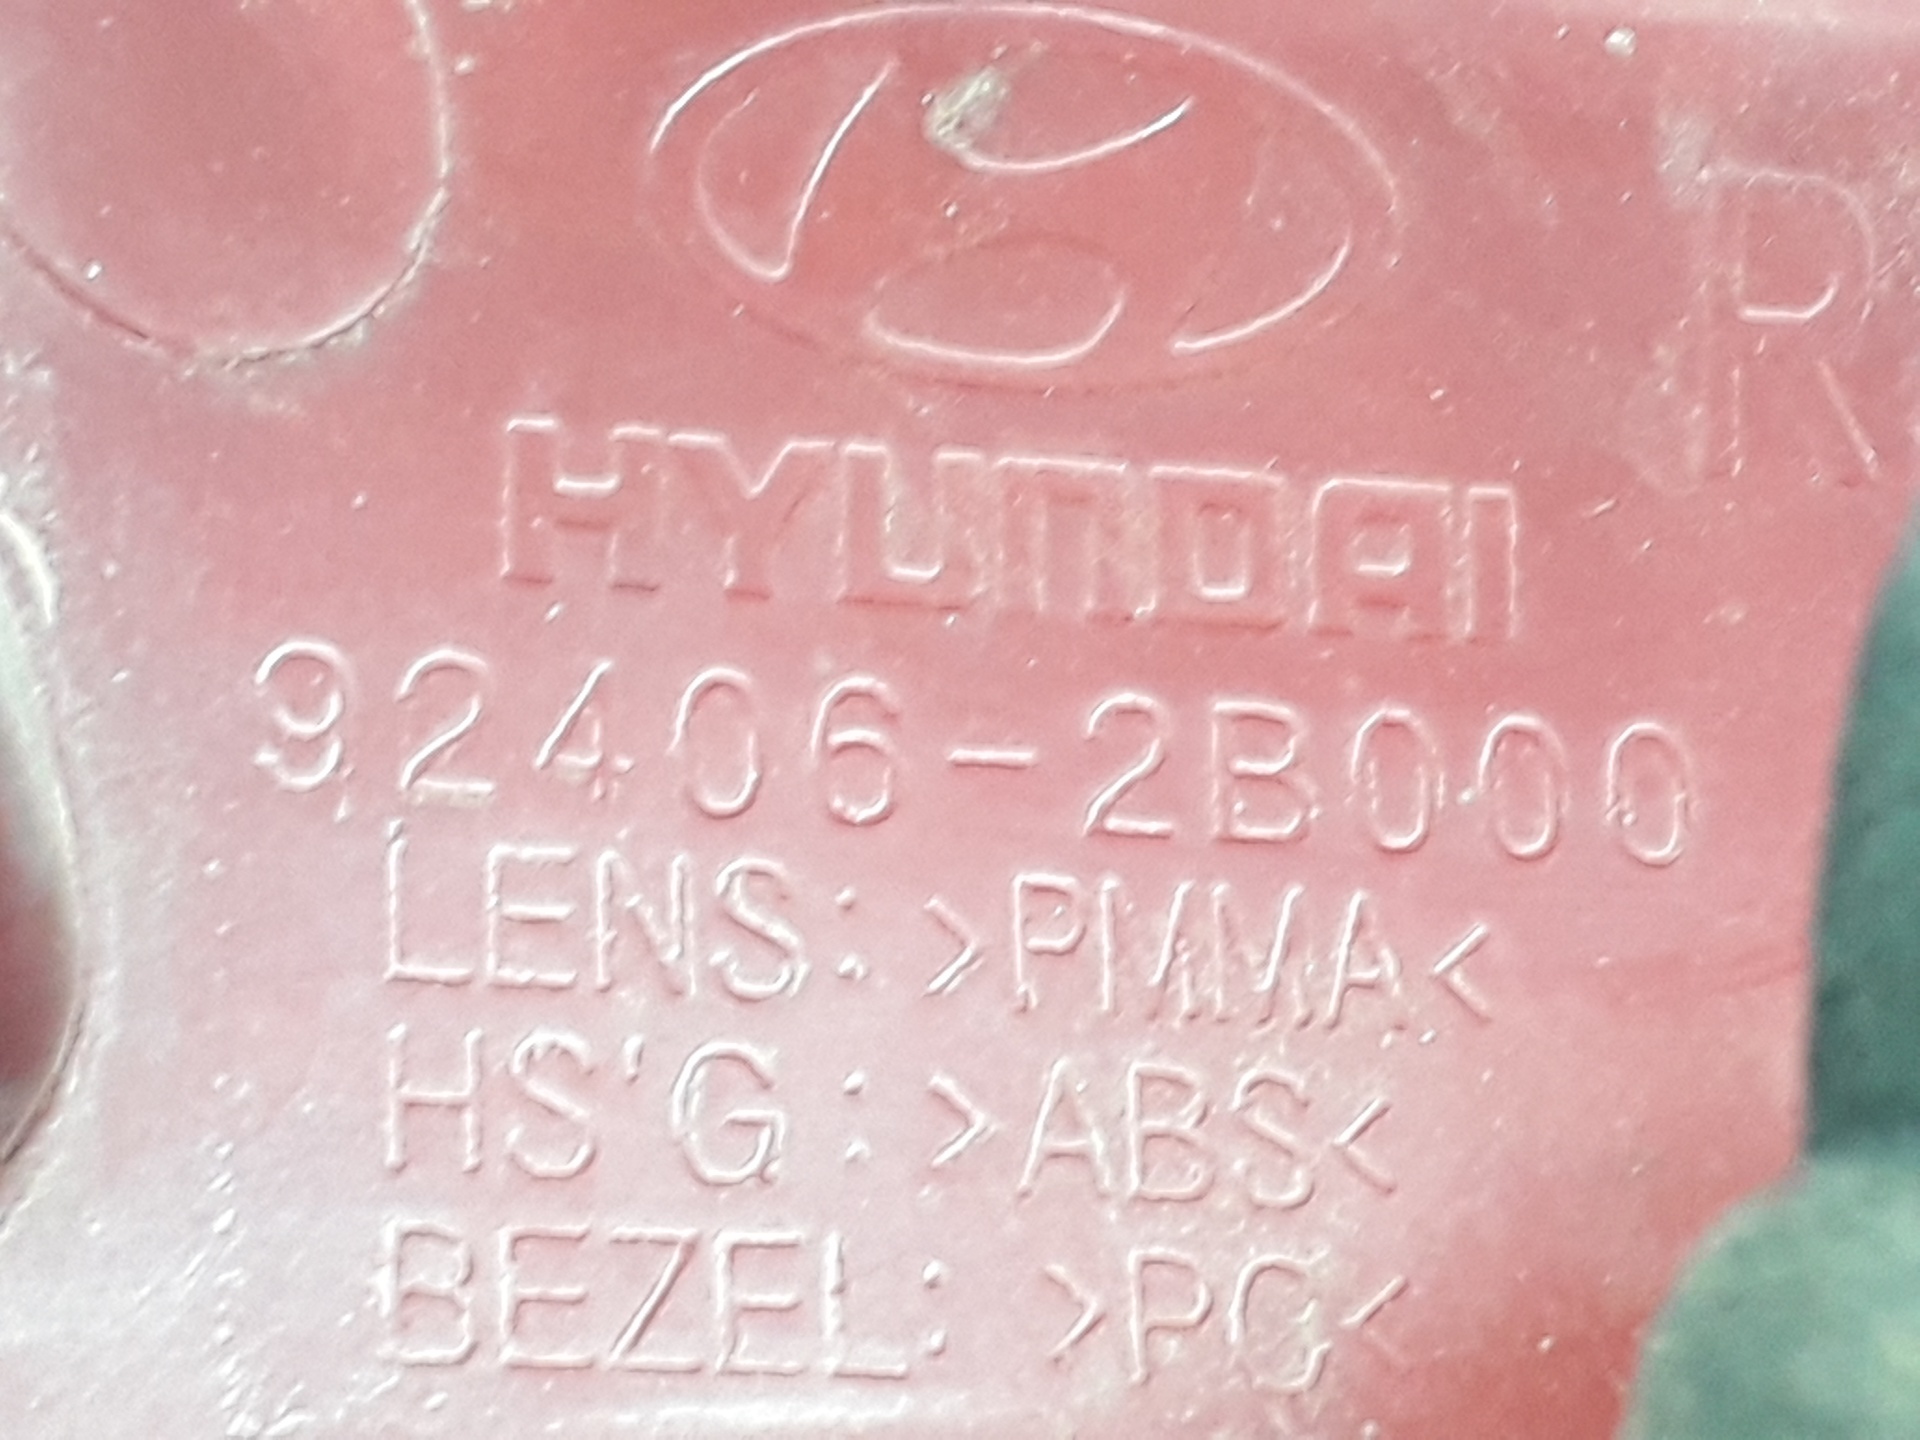 R
HYUNDAI
92406-2B000
LENS: >PMMA<
HS'G: >ABS<
BEZEL: >PC<